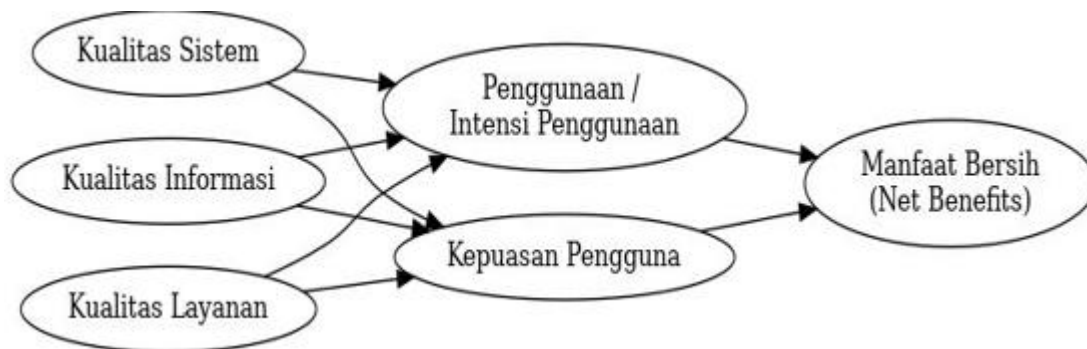 Kualitas Sistem
Penggunaan /
Intensi Penggunaan
Kualitas Informasi
Manfaat Bersih
(Net Benefits)
Kepuasan Pengguna
Kualitas Layanan